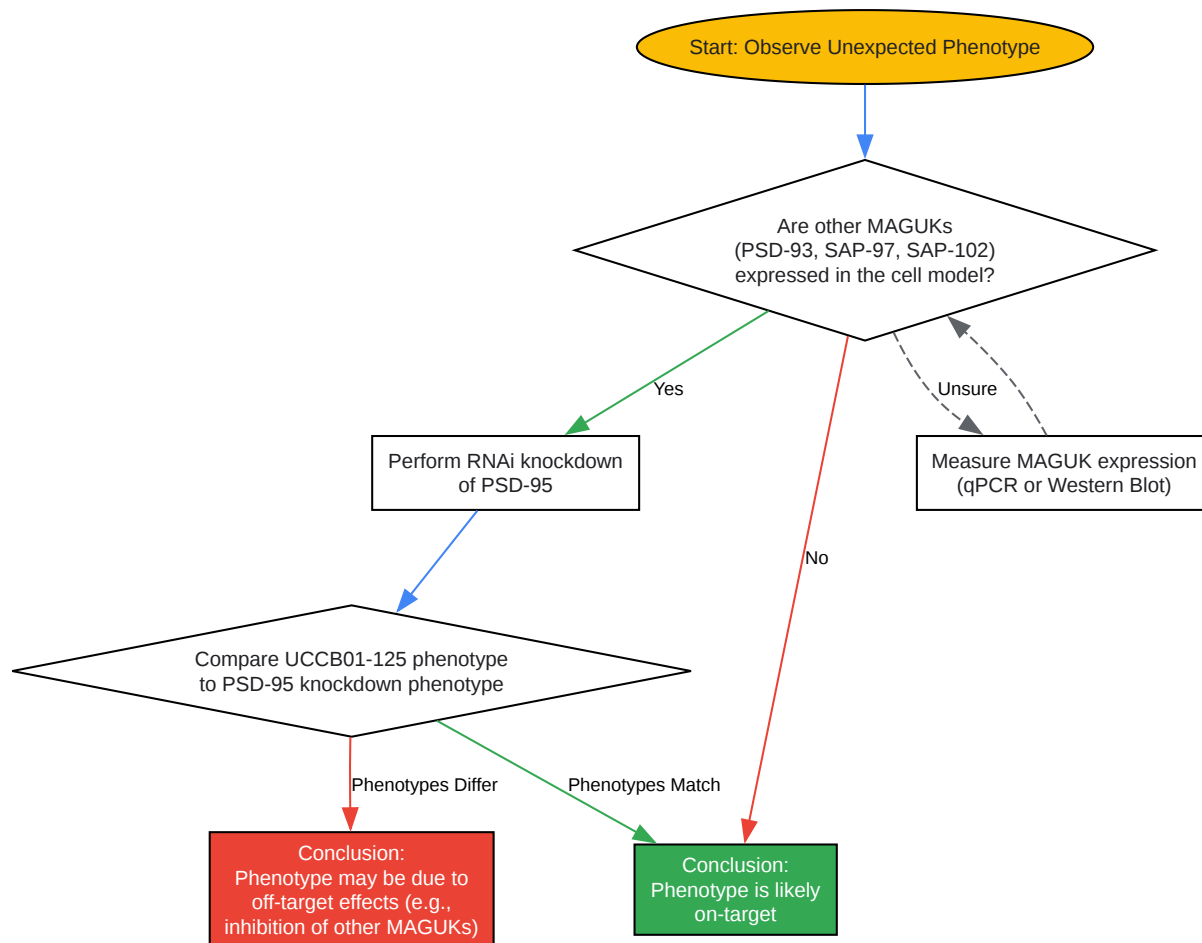 Start: Observe Unexpected Phenotype
Are other MAGUKs
(PSD-93, SAP-97, SAP-102)
expressed in the cell model?
Yes
Unsure
Perform RNAi knockdown
of PSD-95
Measure MAGUK expression
(qPCR or Western Blot)
No
Compare UCCB01-125 phenotype
to PSD-95 knockdown phenotype
Phenotypes Differ
Phenotypes Match
Conclusion:
Phenotype may be due to
off-target effects (e.g.,
inhibition of other MAGUKs)
Conclusion:
Phenotype is likely
on-target